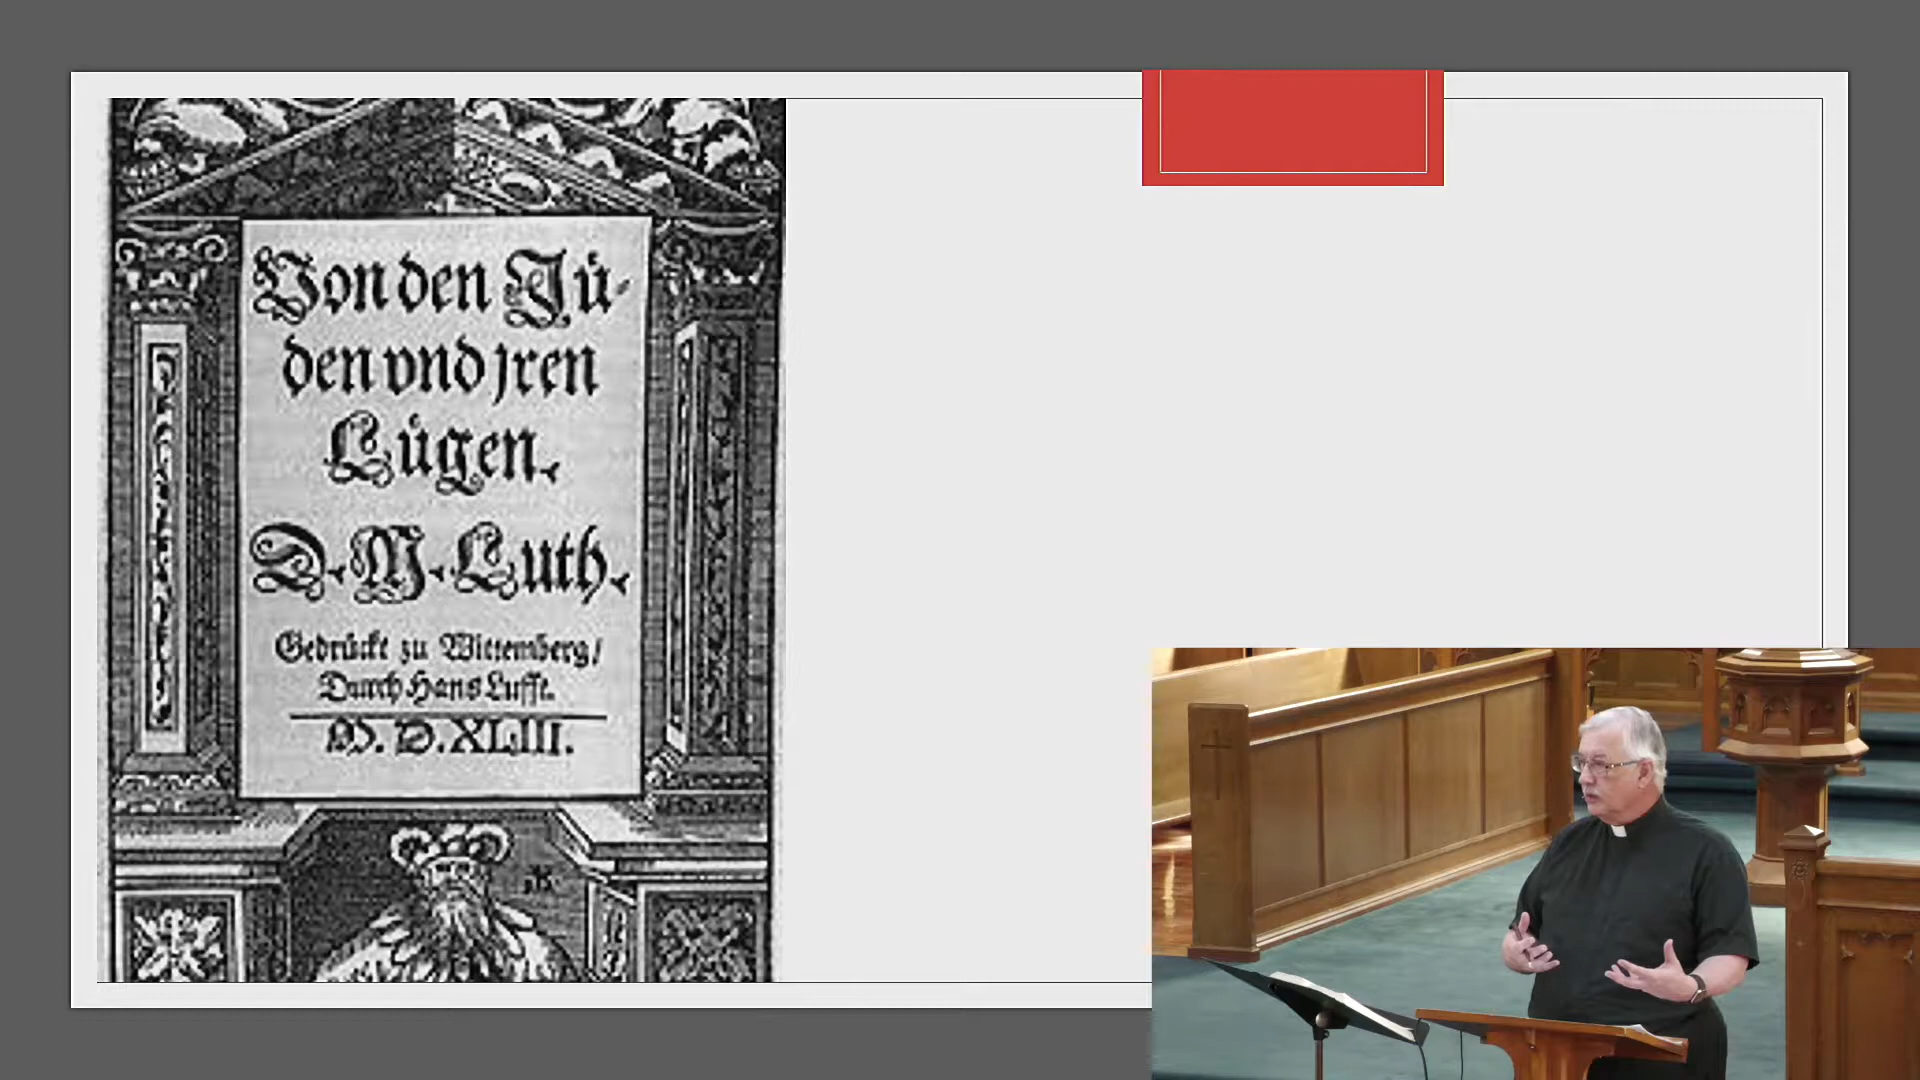 Von den Jü-
den vnd jren
Lügen.
D. M. Luth.
Gedrückt zu Wittemberg/
Durch Hans Lufft.
M. D. XLIII.